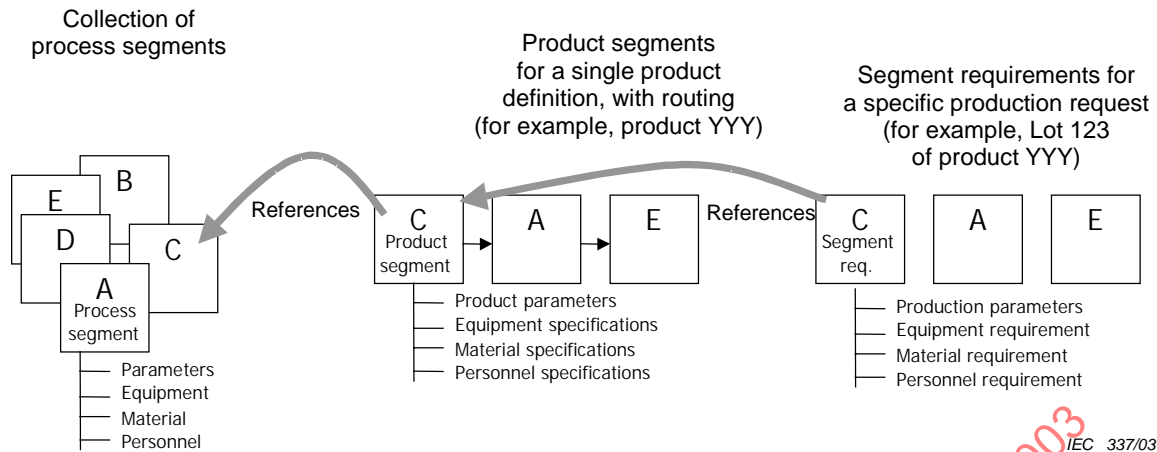 Collection of
process segments
Product segments
for a single product
definition, with routing
(for example, product YYY)
Segment requirements for
a specific production request
(for example, Lot 123
of product YYY)
B
E
D
C
A
Process
segment
Parameters
Equipment
Material
Personnel
References
C
Product
segment
A
E
Product parameters
Equipment specifications
Material specifications
Personnel specifications
References
C
Segment
req.
A
E
Production parameters
Equipment requirement
Material requirement
Personnel requirement
IEC 337/03